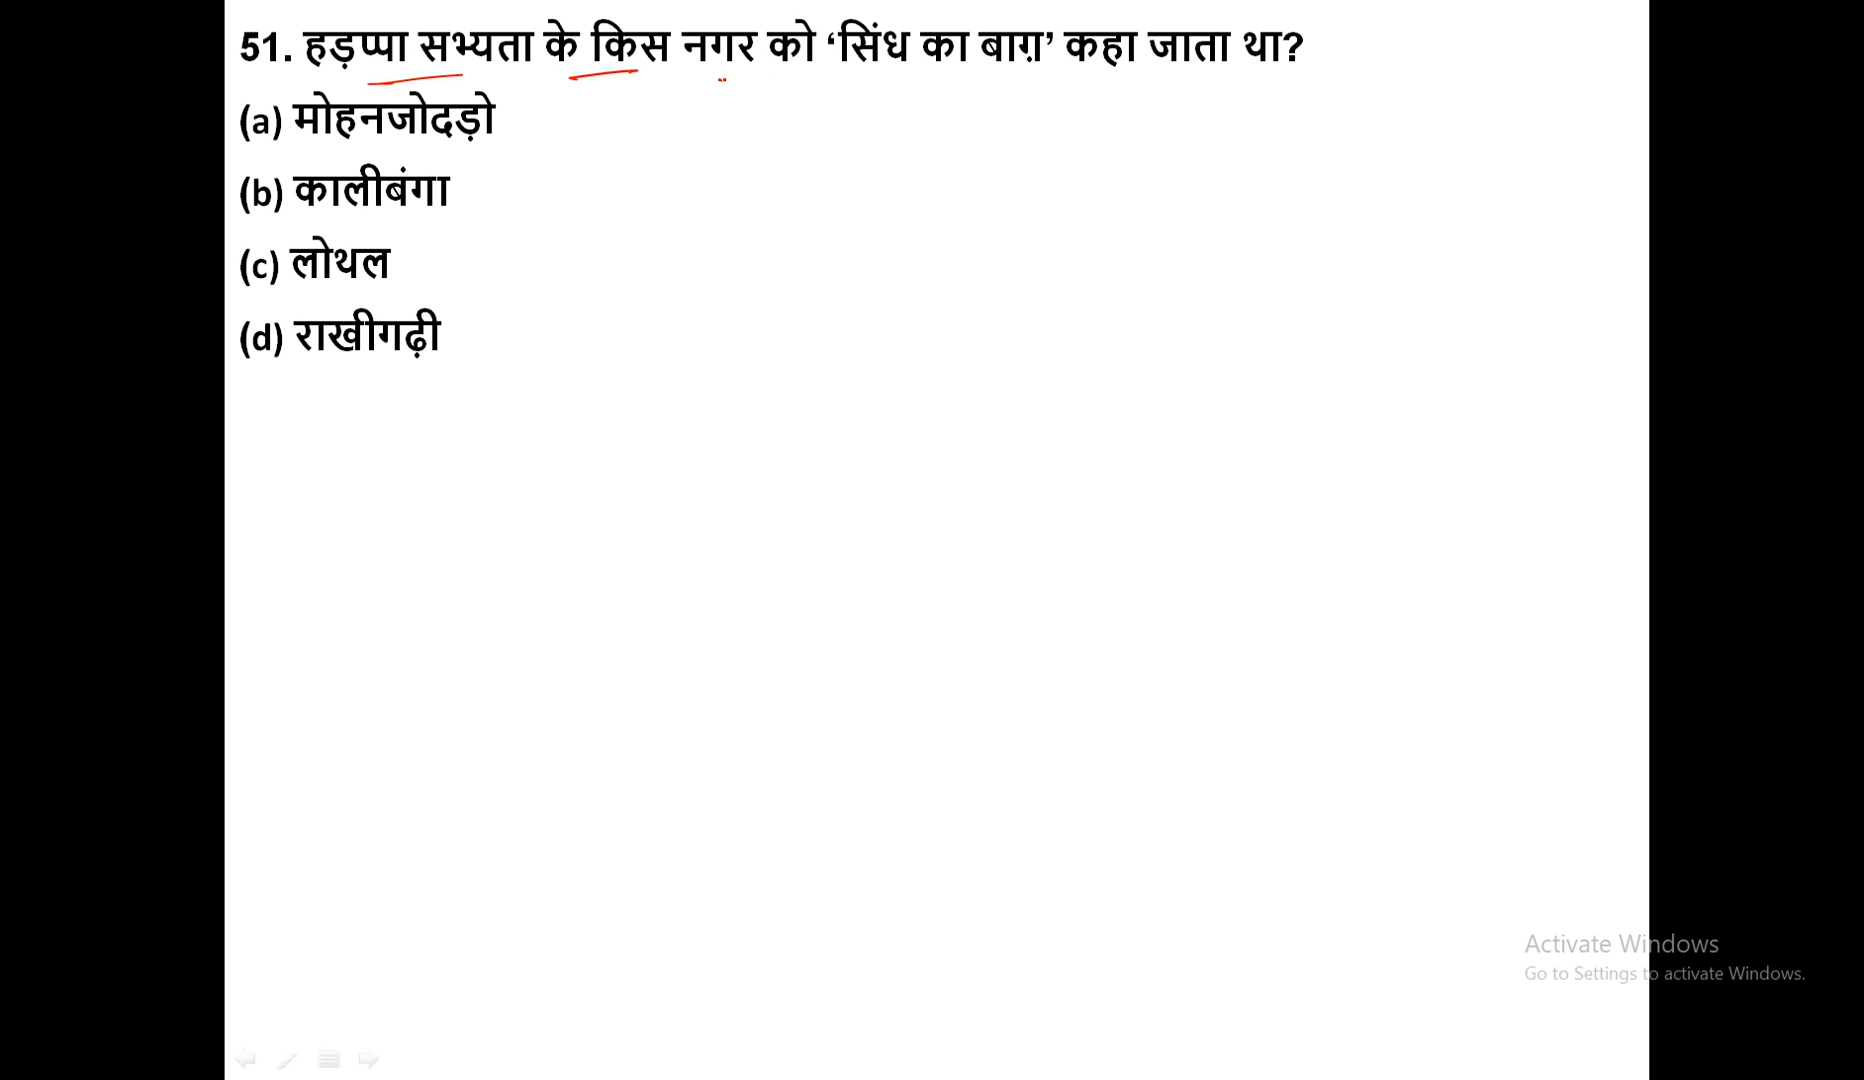 51. हड़प्पा सभ्यता के किस नगर को ‘सिंध का बाग़’ कहा जाता था?
(a) मोहनजोदड़ो
(b) कालीबंगा
(c) लोथल
(d) राखीगढ़ी
Activate Windows
Go to Settings to activate Windows.